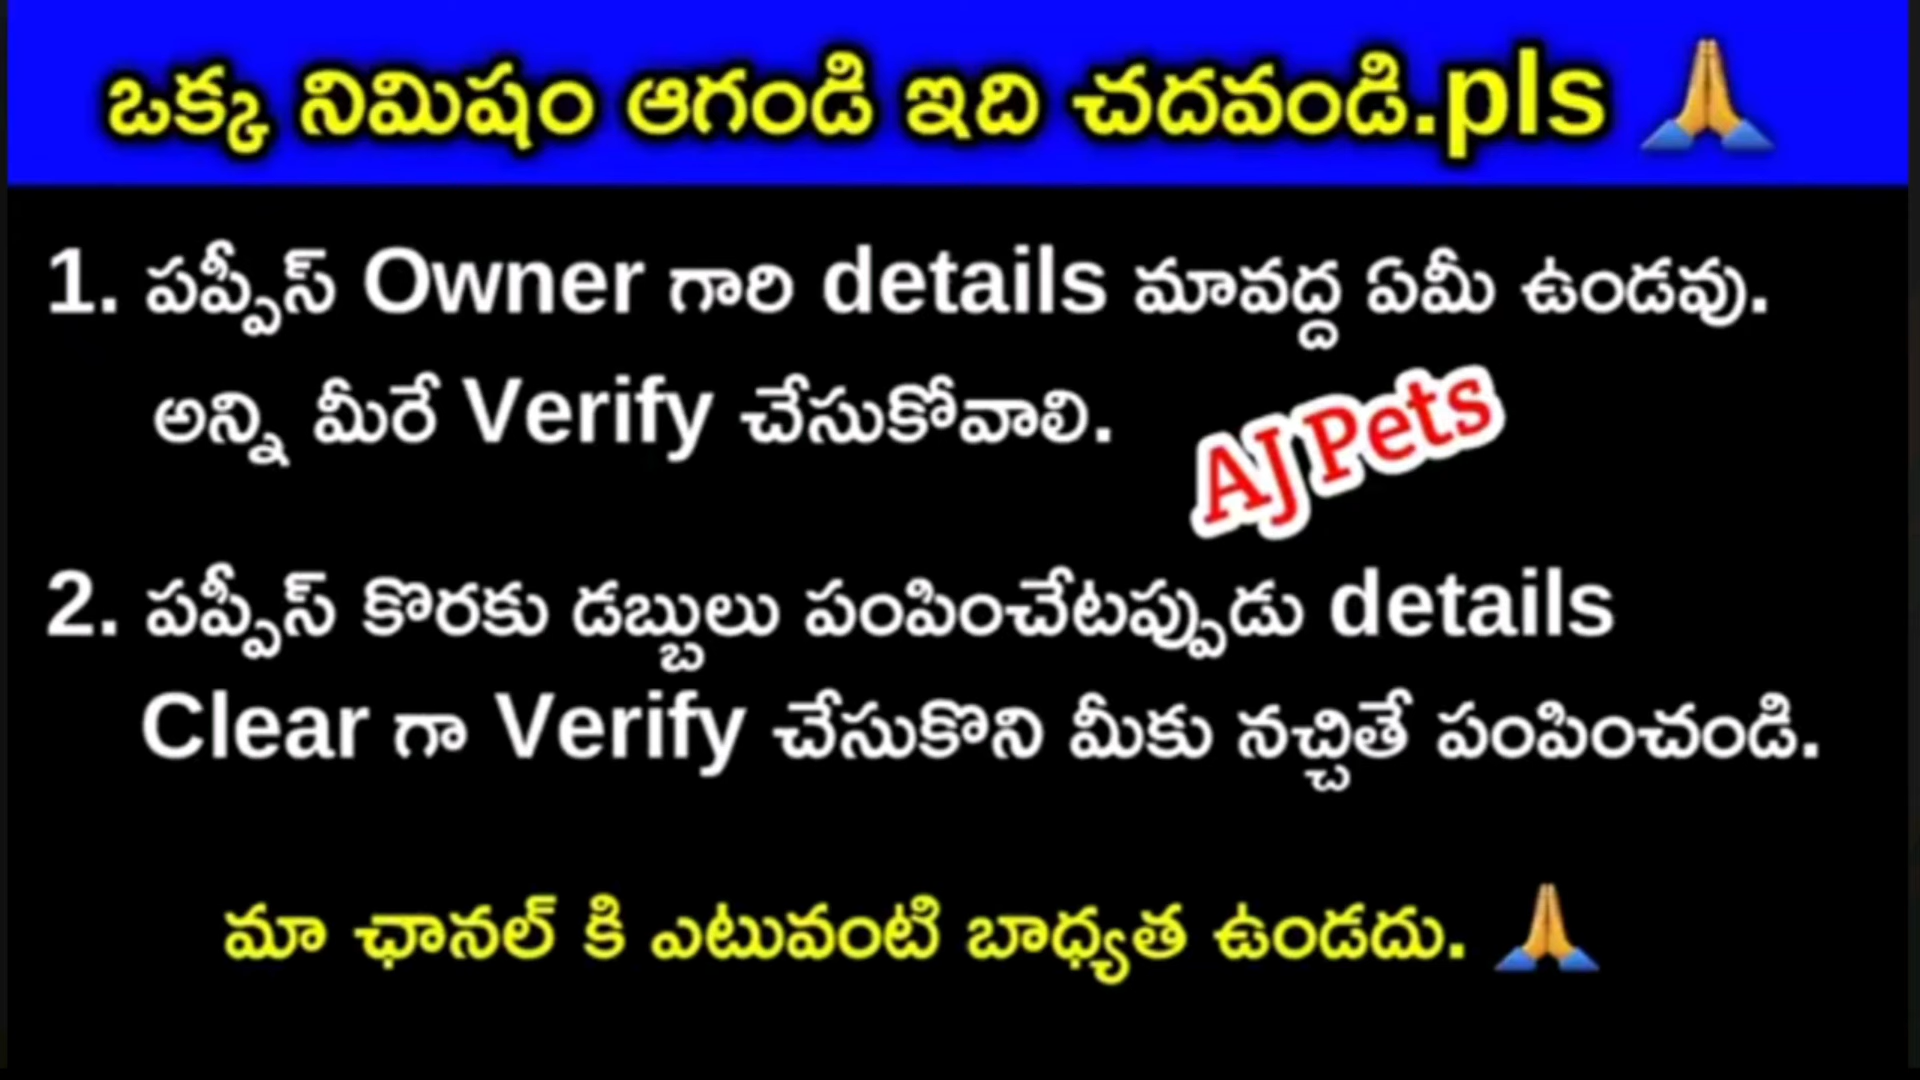 ఒక్క నిమిషం ఆగండి ఇది చదవండి.pls 🙏
1. పప్పీస్ Owner గారి details మావద్ద ఏమీ ఉండవు.
అన్ని మీరే Verify చేసుకోవాలి.
AJ Pets
2. పప్పీస్ కొరకు డబ్బులు పంపించేటప్పుడు details
Clear గా Verify చేసుకొని మీకు నచ్చితే పంపించండి.
మా ఛానల్ కి ఎటువంటి బాధ్యత ఉండదు. 🙏